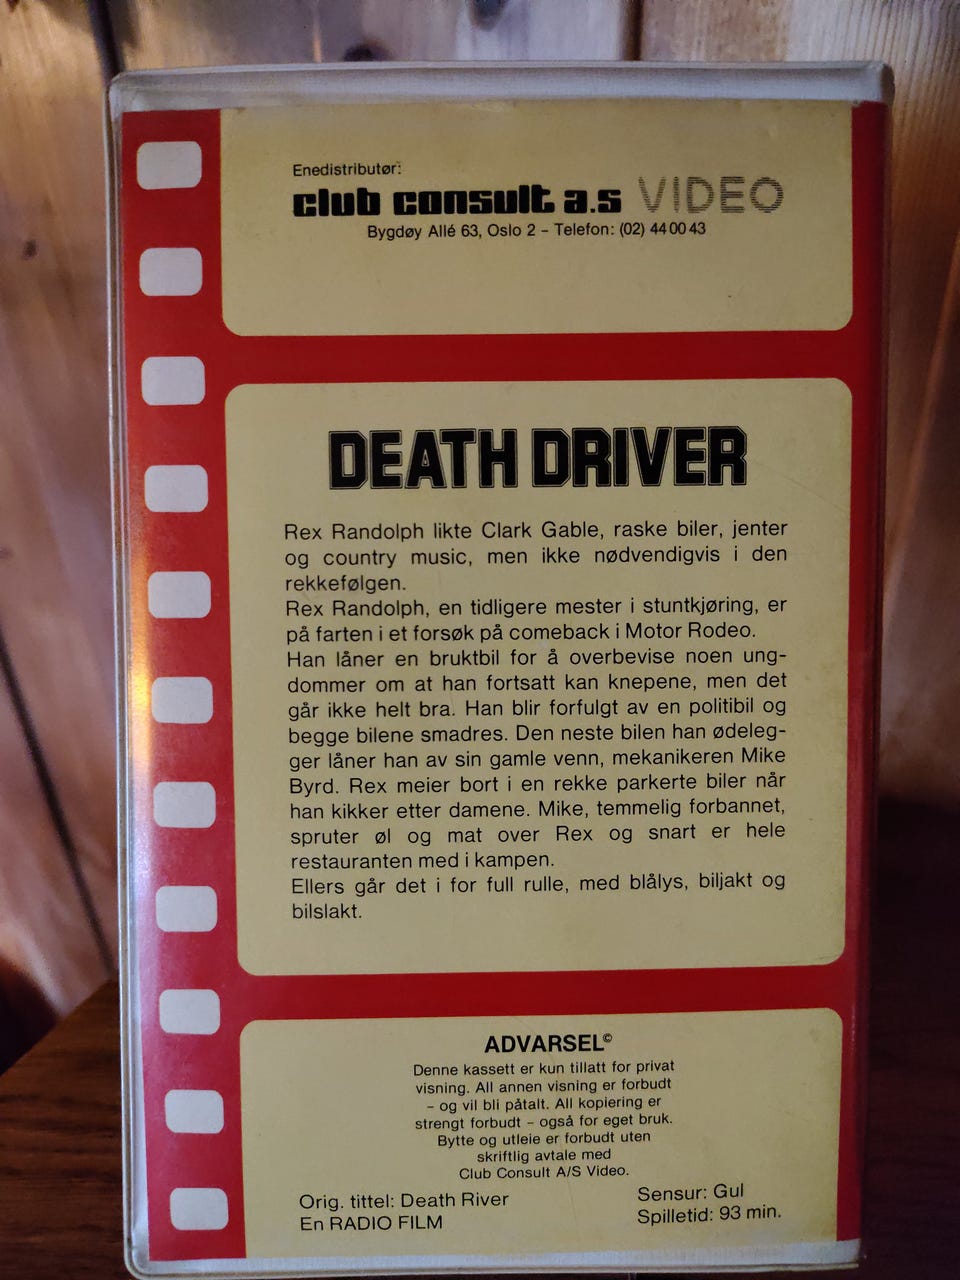 Enedistributør:
club consult a.s VIDEO
Bygdøy Allé 63, Oslo 2 – Telefon: (02) 44 00 43
DEATH DRIVER
Rex Randolph likte Clark Gable, raske biler, jenter
og country music, men ikke nødvendigvis i den
rekkefølgen.
Rex Randolph, en tidligere mester i stuntkjøring, er
på farten i et forsøk på comeback i Motor Rodeo.
Han låner en bruktbil for å overbevise noen ung-
dommer om at han fortsatt kan knepene, men det
går ikke helt bra. Han blir forfulgt av en politibil og
begge bilene smadres. Den neste bilen han ødeleg-
ger låner han av sin gamle venn, mekanikeren Mike
Byrd. Rex meier bort i en rekke parkerte biler når
han kikker etter damene. Mike, temmelig forbannet,
spruter øl og mat over Rex og snart er hele
restauranten med i kampen.
Ellers går det i for full rulle, med blålys, biljakt og
bilslakt.
ADVARSEL©
Denne kassett er kun tillatt for privat
visning. All annen visning er forbudt
– og vil bli påtalt. All kopiering er
strengt forbudt – også for eget bruk.
Bytte og utleie er forbudt uten
skriftlig avtale med
Club Consult A/S Video.
Orig. tittel: Death River
En RADIO FILM
Sensur: Gul
Spilletid: 93 min.